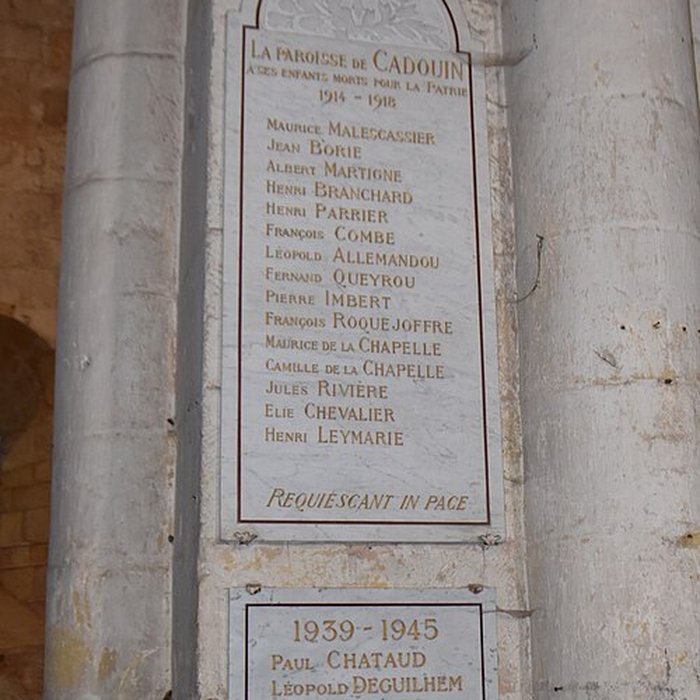 La paroisse de Cadouin
a ses enfants morts pour la Patrie
1914 - 1918
Maurice MALESCASSIER
Jean BORIE
Albert MARTIGNE
Henri BRANCHARD
Henri PARRIER
François COMBE
Léopold ALLEMANDOU
Fernand QUEYROU
Pierre IMBERT
François ROQUEJOFFRE
Maurice de la CHAPELLE
Camille de la CHAPELLE
Jules RIVIÈRE
Elie CHEVALIER
Henri LEYMARIE
REQUIÉSCANT IN PACE
1939 - 1945
Paul CHATAUD
Léopold DEGUILHEM